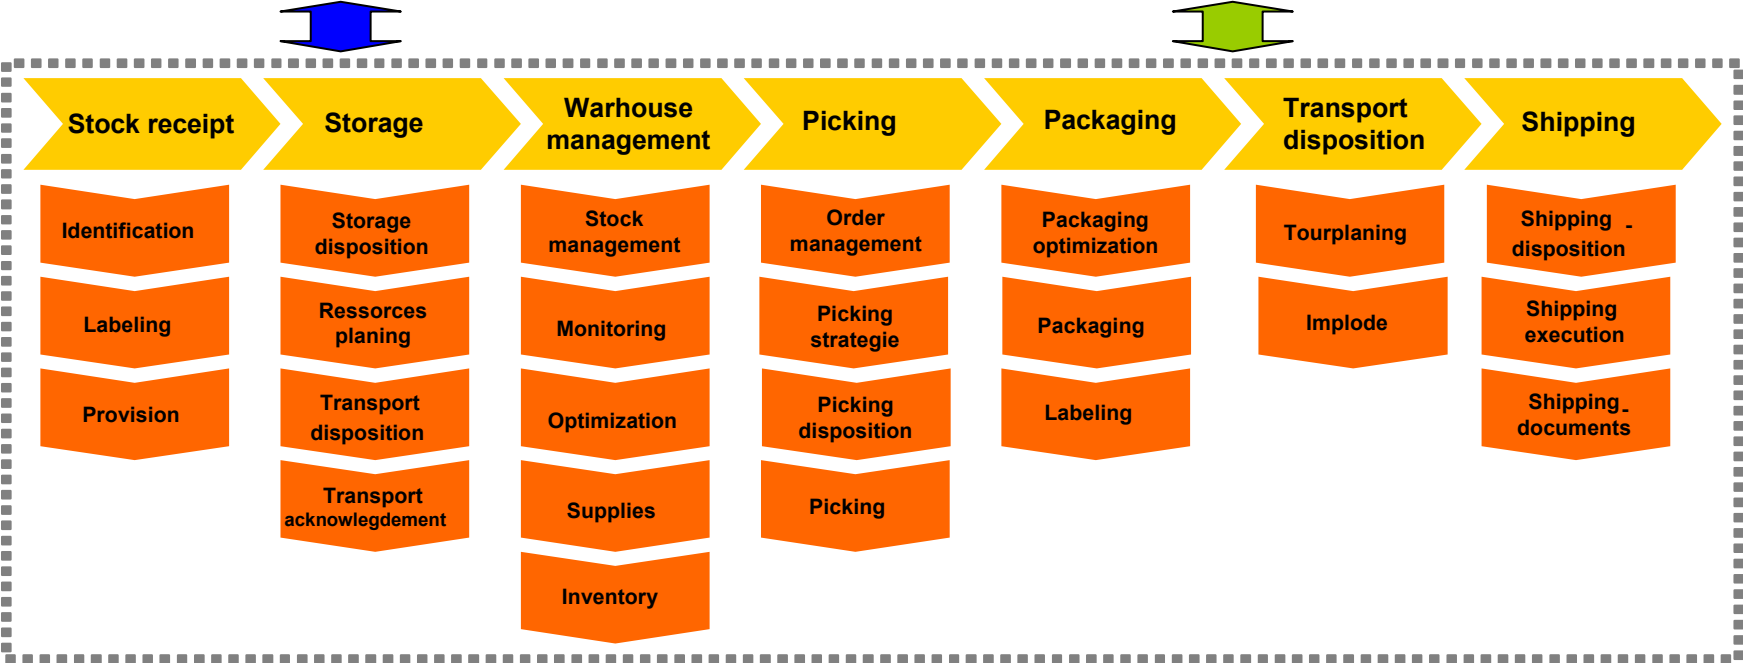 Stock receipt
Storage
Warhouse
management
Picking
Packaging
Transport
disposition
Shipping
Identification
Labeling
Provision
Storage
disposition
Ressorces
planing
Transport
disposition
Transport
acknowlegdement
Stock
management
Monitoring
Optimization
Supplies
Inventory
Order
management
Picking
strategie
Picking
disposition
Picking
Packaging
optimization
Packaging
Labeling
Tourplaning
Implode
Shipping -
disposition
Shipping
execution
Shipping-
documents